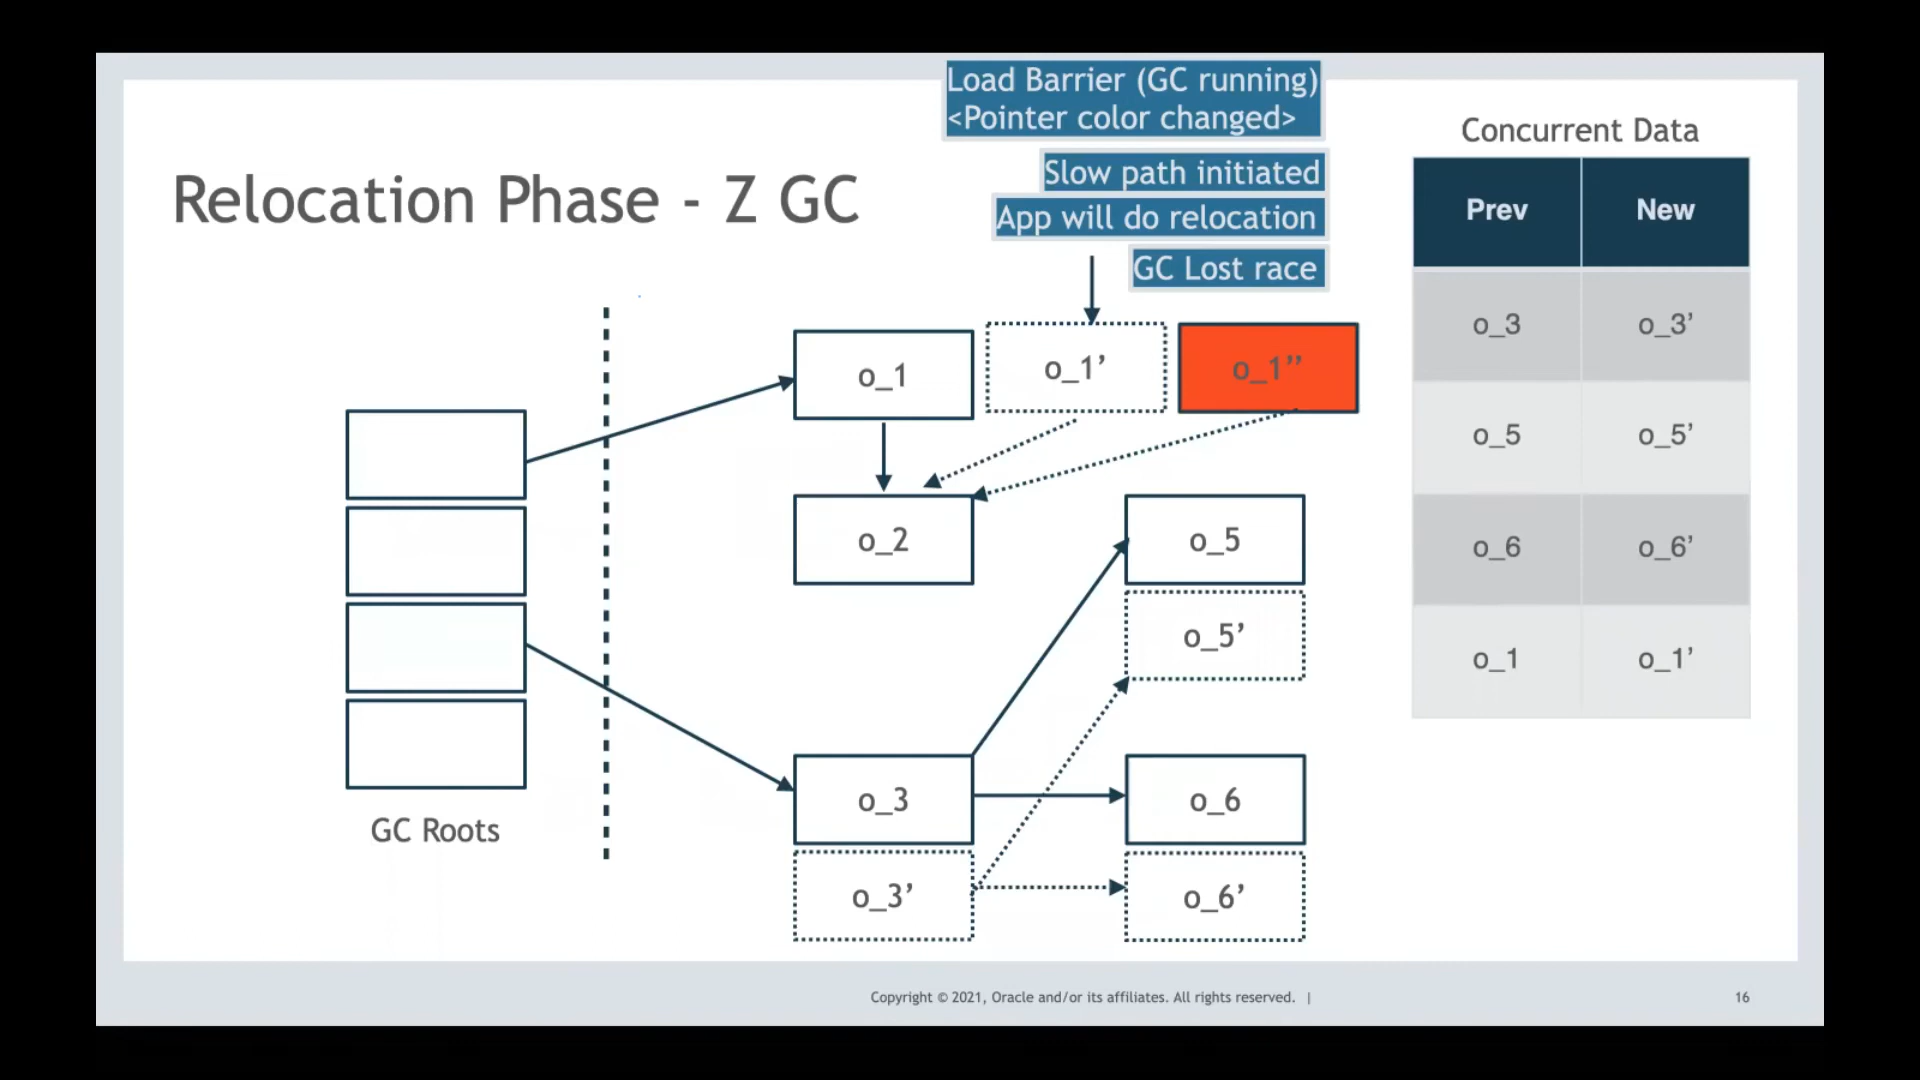 Load Barrier (GC running)
<Pointer color changed>
Slow path initiated
App will do relocation
GC Lost race
Relocation Phase - Z GC
Concurrent Data
Prev New
o_3 o_3’
o_5 o_5’
o_6 o_6’
o_1 o_1’
o_1 o_1’ o_1’’
o_2 o_5
o_5’
o_3 o_6
o_3’ o_6’
GC Roots
Copyright © 2021, Oracle and/or its affiliates. All rights reserved. |
16